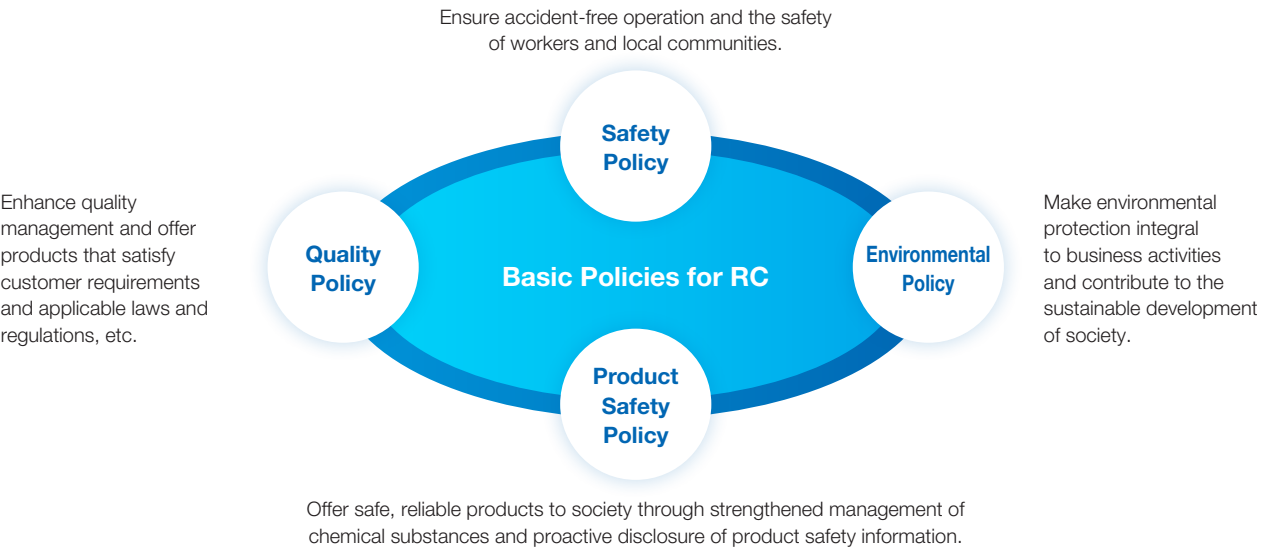 Ensure accident-free operation and the safety
of workers and local communities.
Safety
Policy
Enhance quality
management and offer
products that satisfy
customer requirements
and applicable laws and
regulations, etc.
Quality
Policy
Basic Policies for RC
Environmental
Policy
Make environmental
protection integral
to business activities
and contribute to the
sustainable development
of society.
Product
Safety
Policy
Offer safe, reliable products to society through strengthened management of
chemical substances and proactive disclosure of product safety information.